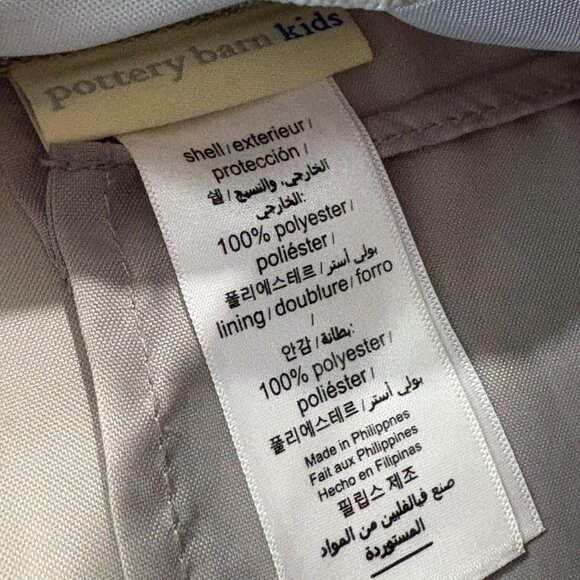 pottery barn kids
shell / exterieur /
protección /
쉘 / الخارجي، والنسيج
الخارجي:
100% polyester /
poliéster /
폴리에스테르 / بولي أستر
lining / doublure / forro
/
안감 / بطانة:
100% polyester /
poliéster /
폴리에스테르 / بولي أستر
Made in Philippnes
Fait aux Philippines
Hecho en Filipinas
필립스 제조
صنع في الفلبين من المواد
المستوردة